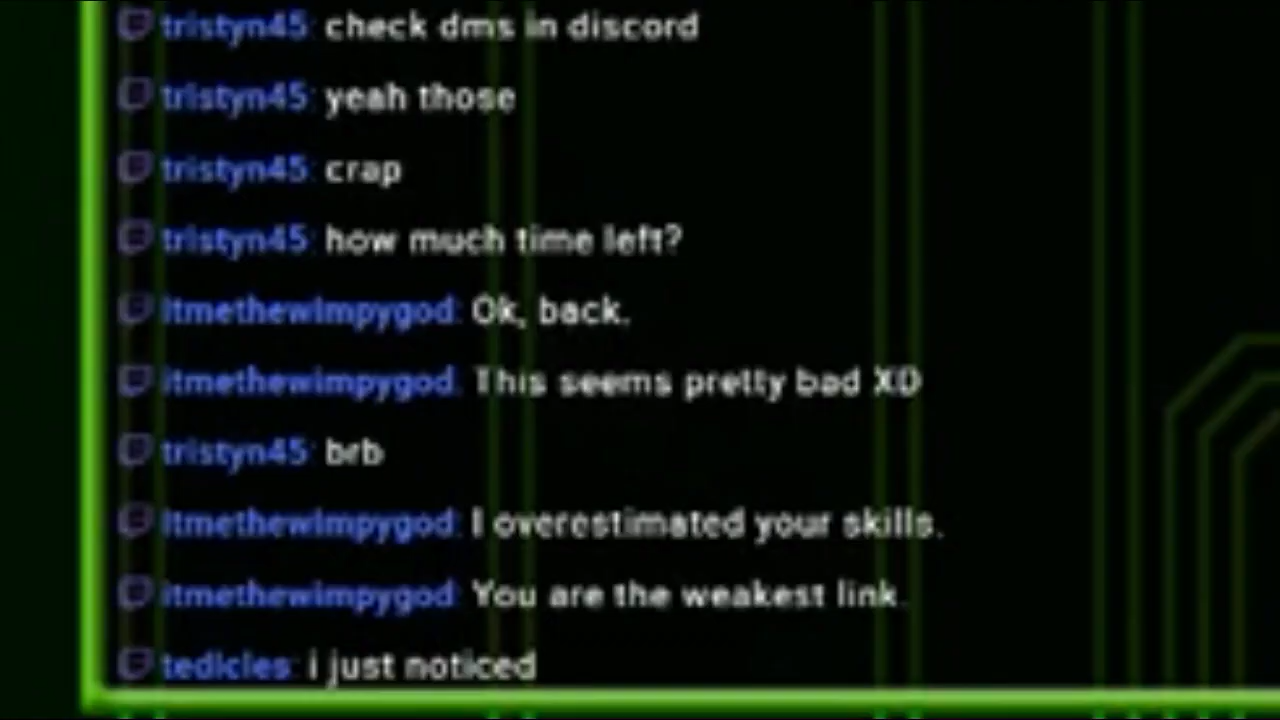 tristyn45: check dms in discord
tristyn45: yeah those
tristyn45: crap
tristyn45: how much time left?
itmethewimpygod: Ok, back.
itmethewimpygod: This seems pretty bad XD
tristyn45: brb
itmethewimpygod: I overestimated your skills.
itmethewimpygod: You are the weakest link.
tedicles: i just noticed